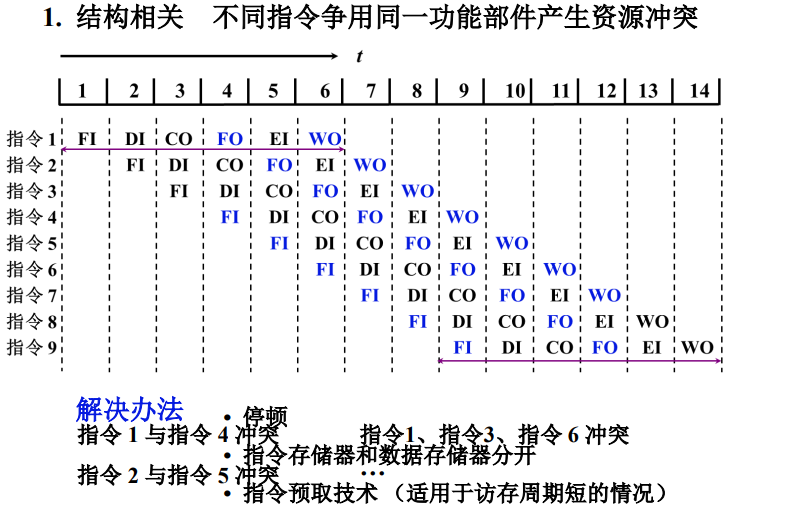 1. 结构相关 不同指令争用同一功能部件产生资源冲突
t
1 2 3 4 5 6 7 8 9 10 11 12 13 14
指令 1 FI DI CO FO EI WO
指令 2 FI DI CO FO EI WO
指令 3 FI DI CO FO EI WO
指令 4 FI DI CO FO EI WO
指令 5 FI DI CO FO EI WO
指令 6 FI DI CO FO EI WO
指令 7 FI DI CO FO EI WO
指令 8 FI DI CO FO EI WO
指令 9 FI DI CO FO EI WO
解决办法
• 停顿
指令 1 与指令 4 冲突 指令1、指令3、指令 6 冲突
• 指令存储器和数据存储器分开
指令 2 与指令 5 冲突 …
• 指令预取技术 （适用于访存周期短的情况）